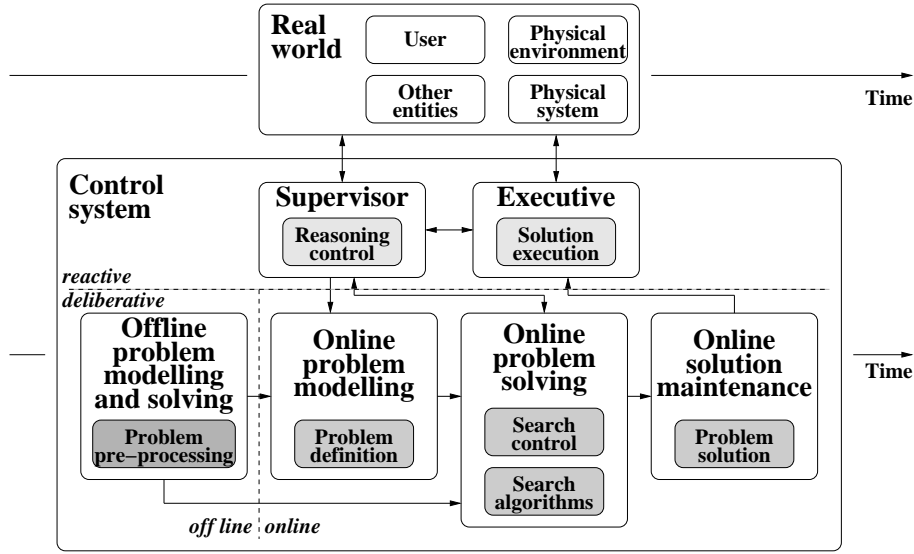 Real
world
User
Physical
environment
Other
entities
Physical
system
Time
Control
system
Supervisor
Reasoning
control
Executive
Solution
execution
reactive
deliberative
Offline
problem
modelling
and solving
Problem
pre−processing
Online
problem
modelling
Problem
definition
Online
problem
solving
Search
control
Search
algorithms
Online
solution
maintenance
Problem
solution
Time
off line
online